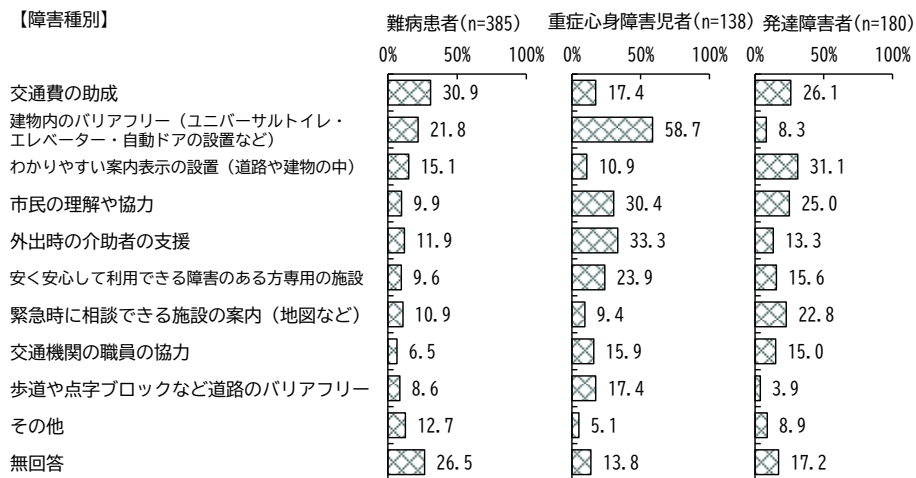 【障害種別】
難病患者(n=385) 重症心身障害児者(n=138) 発達障害者(n=180)
0% 50% 100% 0% 50% 100% 0% 50% 100%
交通費の助成 30.9 17.4 26.1
建物内のバリアフリー（ユニバーサルトイレ・
エレベーター・自動ドアの設置など） 21.8 58.7 8.3
わかりやすい案内表示の設置（道路や建物の中） 15.1 10.9 31.1
市民の理解や協力 9.9 30.4 25.0
外出時の介助者の支援 11.9 33.3 13.3
安く安心して利用できる障害のある方専用の施設 9.6 23.9 15.6
緊急時に相談できる施設の案内（地図など） 10.9 9.4 22.8
交通機関の職員の協力 6.5 15.9 15.0
歩道や点字ブロックなど道路のバリアフリー 8.6 17.4 3.9
その他 12.7 5.1 8.9
無回答 26.5 13.8 17.2